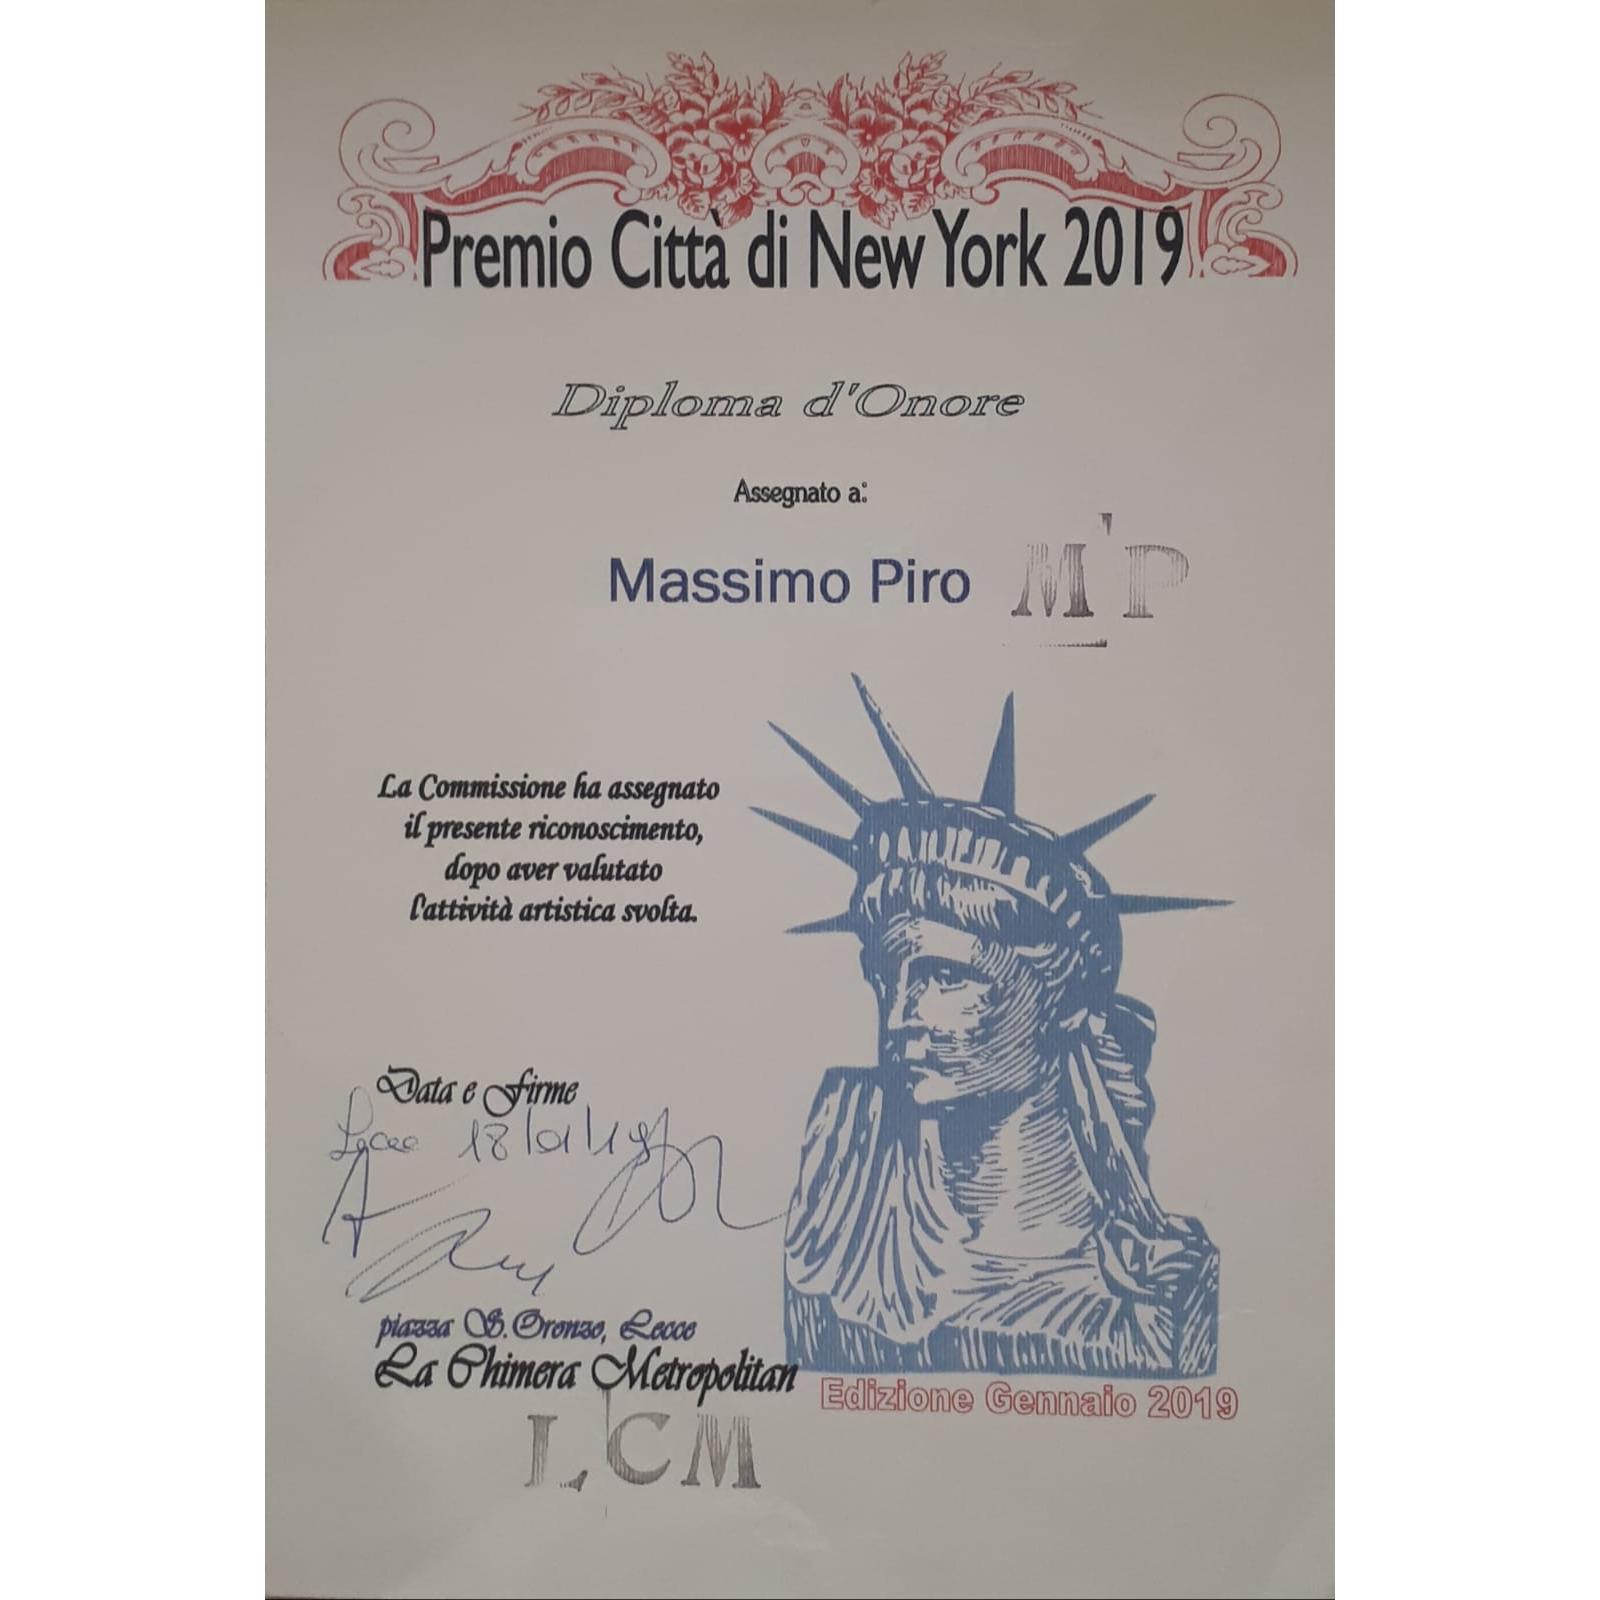 Premio Città di New York 2019
Diploma d'Onore
Assegnato a:
Massimo Piro
M P
La Commissione ha assegnato
il presente riconoscimento,
dopo aver valutato
l'attività artistica svolta.
Data e Firme
Lecce 18/01/19
piazza S. Oronzo, Lecce
La Chimera Metropolitan
Edizione Gennaio 2019
LCM